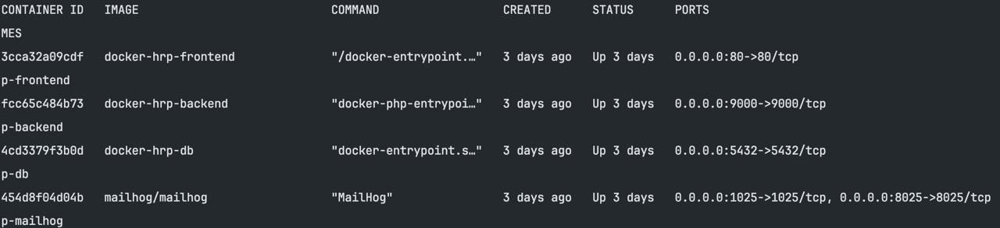 CONTAINER ID   IMAGE                            COMMAND                  CREATED      STATUS      PORTS
MES
3cca32a09cdf   docker-hrp-frontend              "/docker-entrypoint.…"   3 days ago   Up 3 days   0.0.0.0:80->80/tcp
p-frontend
fcc65c484b73   docker-hrp-backend               "docker-php-entrypoi…"   3 days ago   Up 3 days   0.0.0.0:9000->9000/tcp
p-backend
4cd3379f3b0d   docker-hrp-db                    "docker-entrypoint.s…"   3 days ago   Up 3 days   0.0.0.0:5432->5432/tcp
p-db
454d8f04d04b   mailhog/mailhog                  "MailHog"                3 days ago   Up 3 days   0.0.0.0:1025->1025/tcp, 0.0.0.0:8025->8025/tcp
p-mailhog